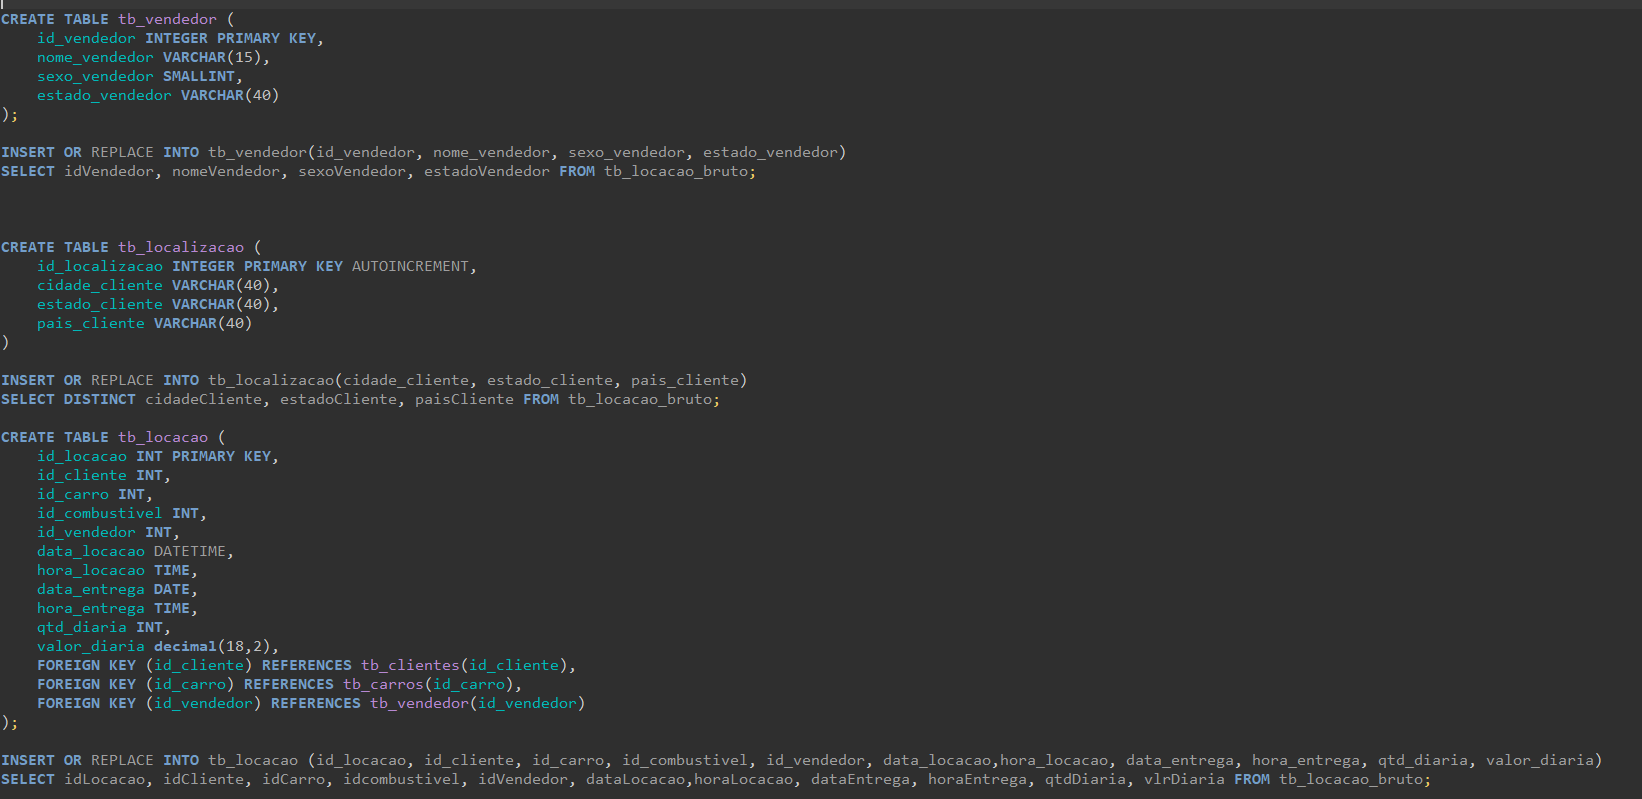 CREATE TABLE tb_vendedor (
    id_vendedor INTEGER PRIMARY KEY,
    nome_vendedor VARCHAR(15),
    sexo_vendedor SMALLINT,
    estado_vendedor VARCHAR(40)
);
INSERT OR REPLACE INTO tb_vendedor(id_vendedor, nome_vendedor, sexo_vendedor, estado_vendedor)
SELECT idVendedor, nomeVendedor, sexoVendedor, estadoVendedor FROM tb_locacao_bruto;
CREATE TABLE tb_localizacao (
    id_localizacao INTEGER PRIMARY KEY AUTOINCREMENT,
    cidade_cliente VARCHAR(40),
    estado_cliente VARCHAR(40),
    pais_cliente VARCHAR(40)
)
INSERT OR REPLACE INTO tb_localizacao(cidade_cliente, estado_cliente, pais_cliente)
SELECT DISTINCT cidadeCliente, estadoCliente, paisCliente FROM tb_locacao_bruto;
CREATE TABLE tb_locacao (
    id_locacao INT PRIMARY KEY,
    id_cliente INT,
    id_carro INT,
    id_combustivel INT,
    id_vendedor INT,
    data_locacao DATETIME,
    hora_locacao TIME,
    data_entrega DATE,
    hora_entrega TIME,
    qtd_diaria INT,
    valor_diaria decimal(18,2),
    FOREIGN KEY (id_cliente) REFERENCES tb_clientes(id_cliente),
    FOREIGN KEY (id_carro) REFERENCES tb_carros(id_carro),
    FOREIGN KEY (id_vendedor) REFERENCES tb_vendedor(id_vendedor)
);
INSERT OR REPLACE INTO tb_locacao (id_locacao, id_cliente, id_carro, id_combustivel, id_vendedor, data_locacao,hora_locacao, data_entrega, hora_entrega, qtd_diaria, valor_diaria)
SELECT idLocacao, idCliente, idCarro, idcombustivel, idVendedor, dataLocacao,horaLocacao, dataEntrega, horaEntrega, qtdDiaria, vlrDiaria FROM tb_locacao_bruto;